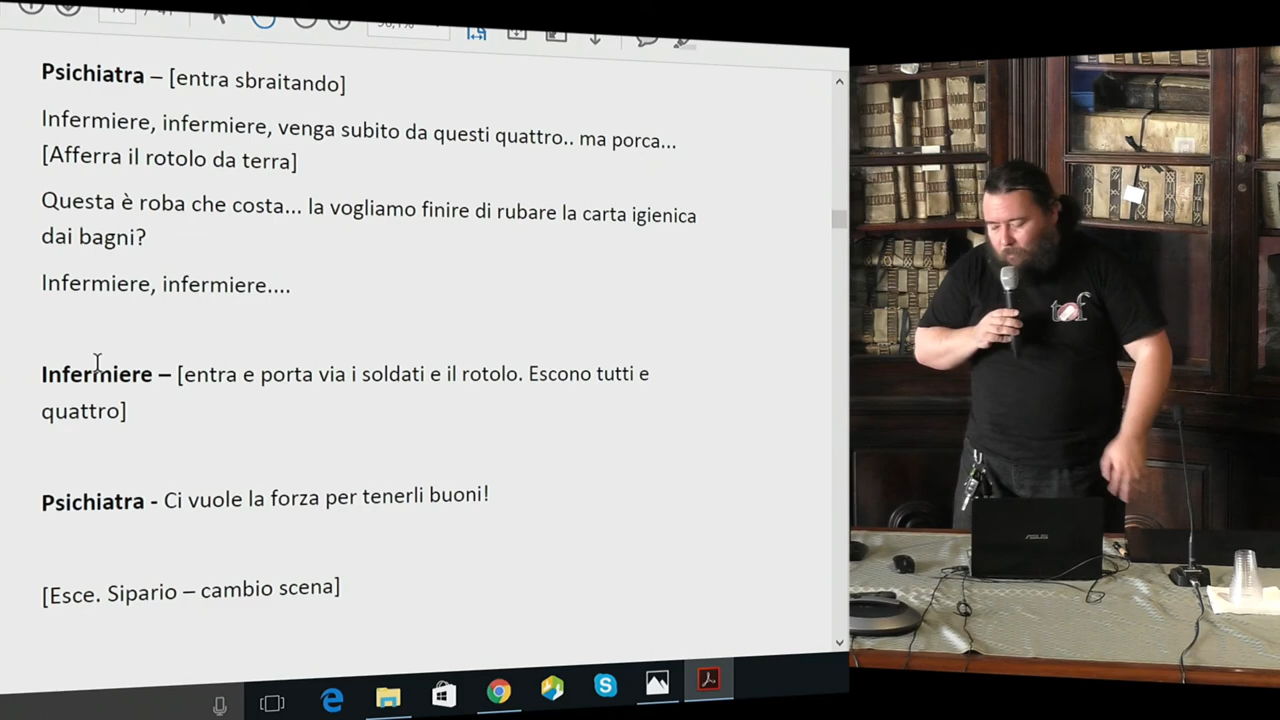 Psichiatra – [entra sbraitando]
Infermiere, infermiere, venga subito da questi quattro.. ma porca...
[Afferra il rotolo da terra]
Questa è roba che costa... la vogliamo finire di rubare la carta igienica
dai bagni?
Infermiere, infermiere....
Infermiere – [entra e porta via i soldati e il rotolo. Escono tutti e
quattro]
Psichiatra - Ci vuole la forza per tenerli buoni!
[Esce. Sipario – cambio scena]
ASUS